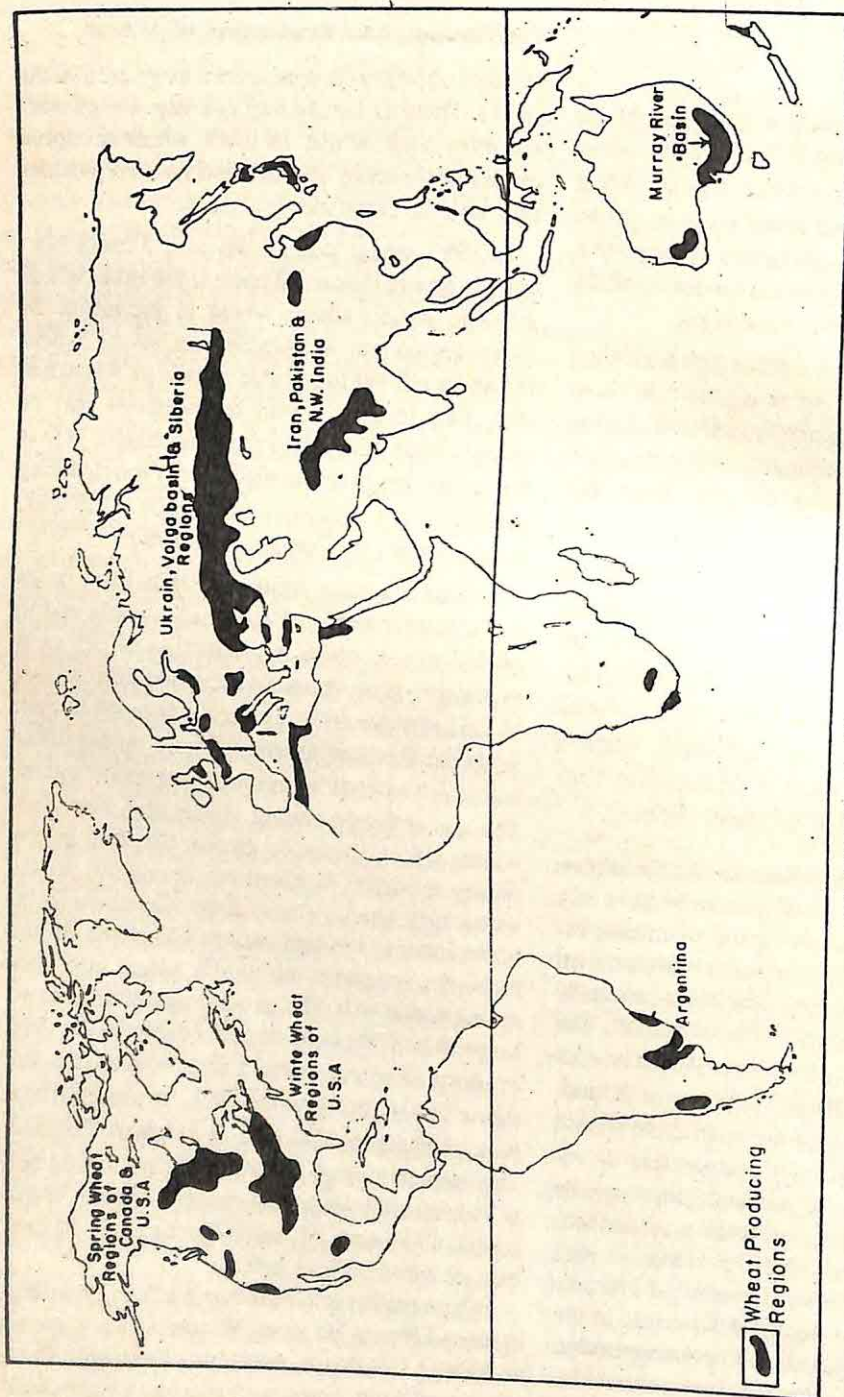 Spring Wheat
Regions of
Canada &
U.S.A
Winte Wheat
Regions of
U.S.A
Argentina
Ukrain, Volga basin & Siberia
Regions
Iran, Pakistan &
N.W. India
Murray River
Basin
Wheat Producing
Regions